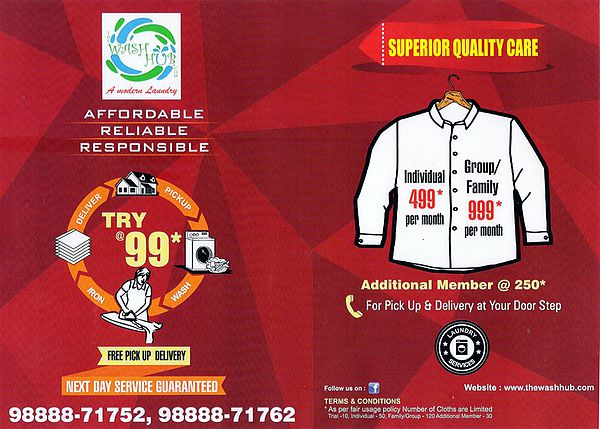 THE
WASH
HUB
.COM
A modern Laundry
AFFORDABLE
RELIABLE
RESPONSIBLE
DELIVER
PICKUP
TRY
@ 99*
IRON
WASH
FREE PICK UP DELIVERY
NEXT DAY SERVICE GUARANTEED
98888-71752, 98888-71762
SUPERIOR QUALITY CARE
Individual
499*
per month
Group/
Family
999*
per month
Additional Member @ 250*
For Pick Up & Delivery at Your Door Step
LAUNDRY
SERVICES
Follow us on : f
Website : www.thewashhub.com
TERMS & CONDITIONS
* As per fair usage policy Number of Cloths are Limited
Trial -10, Individual - 50, Family/Group - 120 Additional Member - 30